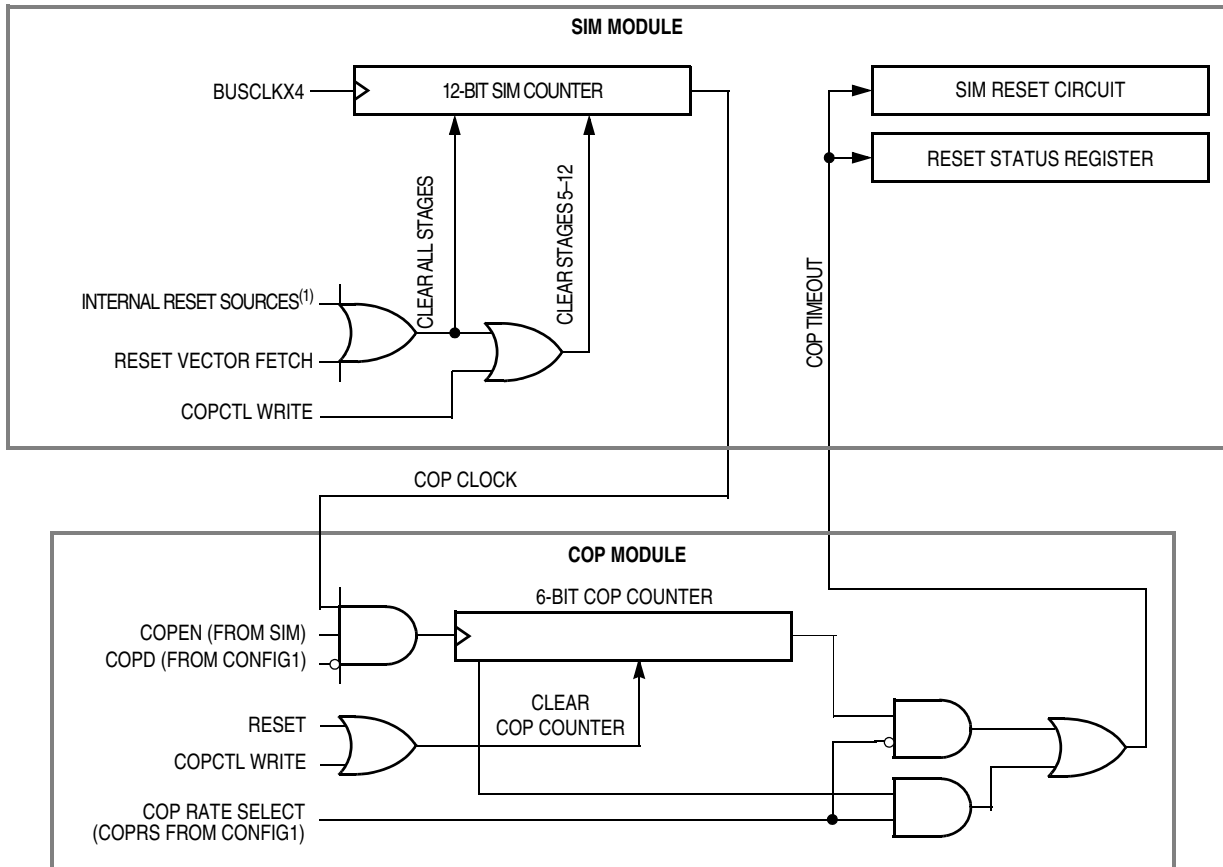 SIM MODULE
BUSCLKX4
12-BIT SIM COUNTER
SIM RESET CIRCUIT
RESET STATUS REGISTER
CLEAR ALL STAGES
CLEAR STAGES 5–12
COP TIMEOUT
INTERNAL RESET SOURCES(1)
RESET VECTOR FETCH
COPCTL WRITE
COP CLOCK
COP MODULE
6-BIT COP COUNTER
COPEN (FROM SIM)
COPD (FROM CONFIG1)
CLEAR
COP COUNTER
RESET
COPCTL WRITE
COP RATE SELECT
(COPRS FROM CONFIG1)